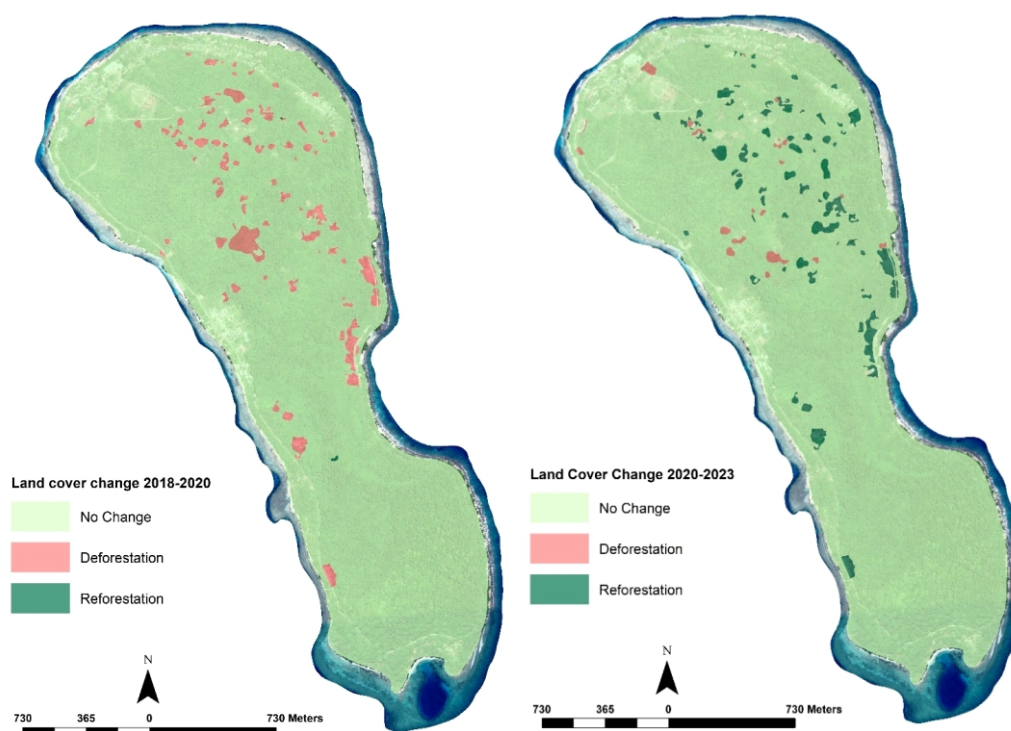 Land cover change 2018-2020
No Change
Deforestation
Reforestation
N
730 365 0 730 Meters
Land Cover Change 2020-2023
No Change
Deforestation
Reforestation
N
730 365 0 730 Meters